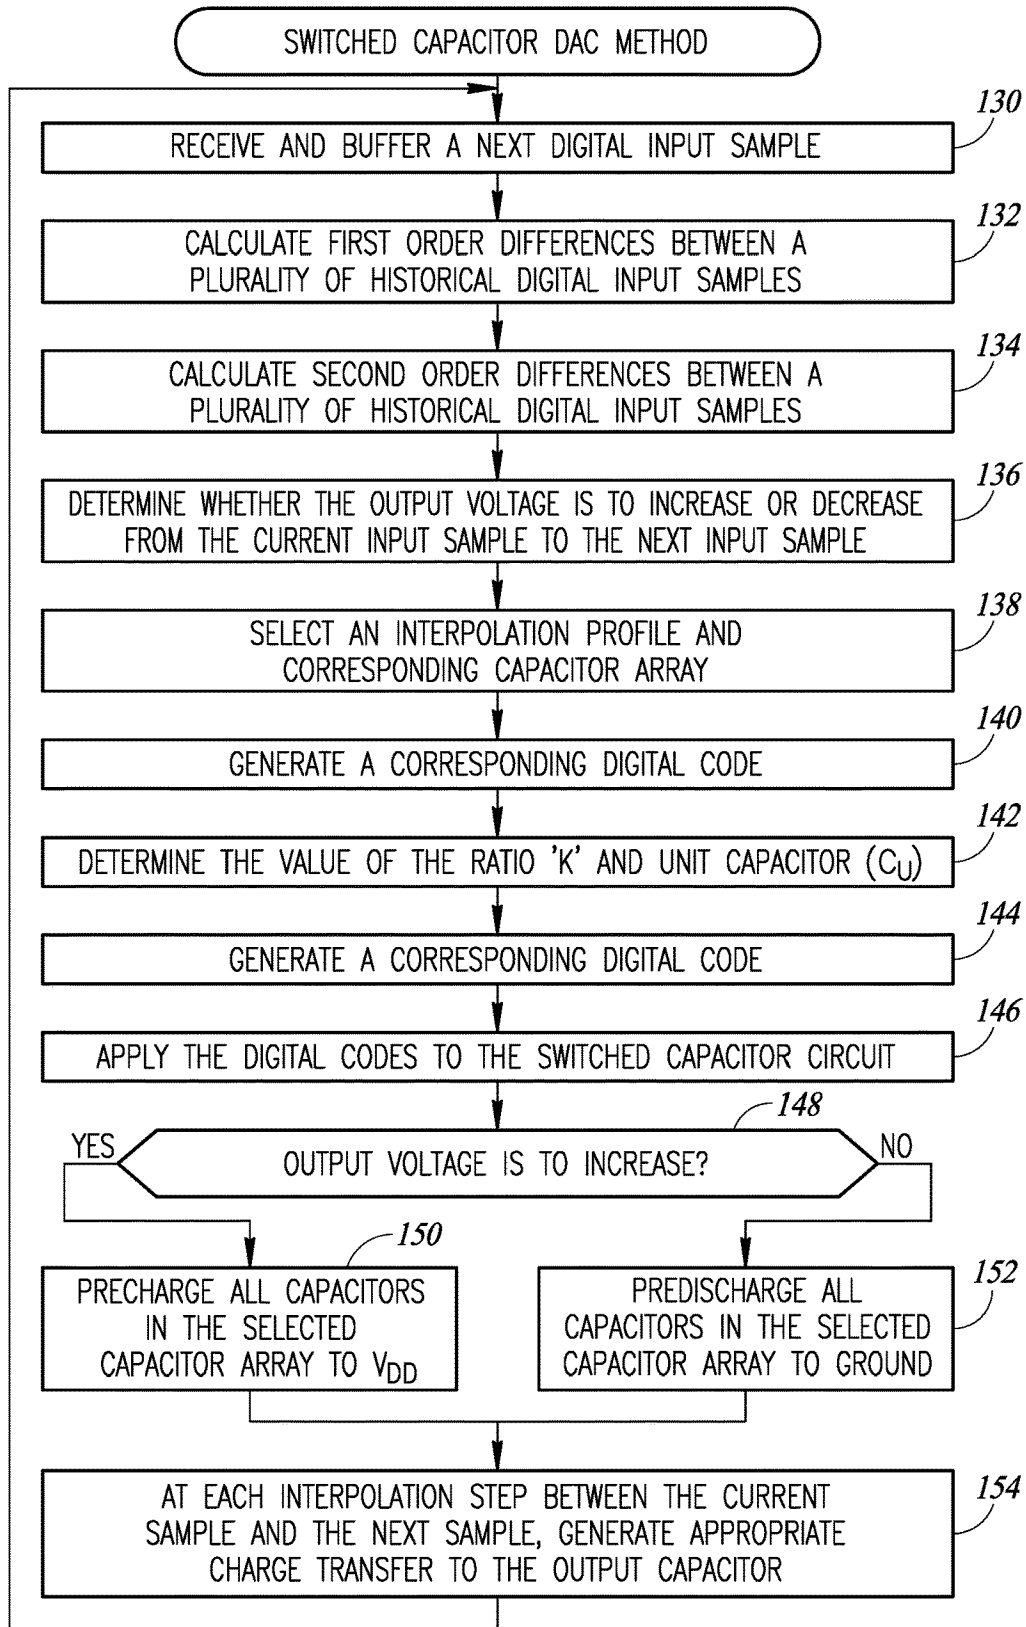 SWITCHED CAPACITOR DAC METHOD
130
RECEIVE AND BUFFER A NEXT DIGITAL INPUT SAMPLE
132
CALCULATE FIRST ORDER DIFFERENCES BETWEEN A
PLURALITY OF HISTORICAL DIGITAL INPUT SAMPLES
134
CALCULATE SECOND ORDER DIFFERENCES BETWEEN A
PLURALITY OF HISTORICAL DIGITAL INPUT SAMPLES
136
DETERMINE WHETHER THE OUTPUT VOLTAGE IS TO INCREASE OR DECREASE
FROM THE CURRENT INPUT SAMPLE TO THE NEXT INPUT SAMPLE
138
SELECT AN INTERPOLATION PROFILE AND
CORRESPONDING CAPACITOR ARRAY
140
GENERATE A CORRESPONDING DIGITAL CODE
142
DETERMINE THE VALUE OF THE RATIO 'K' AND UNIT CAPACITOR (CU)
144
GENERATE A CORRESPONDING DIGITAL CODE
146
APPLY THE DIGITAL CODES TO THE SWITCHED CAPACITOR CIRCUIT
148
YES
NO
OUTPUT VOLTAGE IS TO INCREASE?
150
PRECHARGE ALL CAPACITORS
IN THE SELECTED
CAPACITOR ARRAY TO VDD
152
PREDISCHARGE ALL
CAPACITORS IN THE SELECTED
CAPACITOR ARRAY TO GROUND
154
AT EACH INTERPOLATION STEP BETWEEN THE CURRENT
SAMPLE AND THE NEXT SAMPLE, GENERATE APPROPRIATE
CHARGE TRANSFER TO THE OUTPUT CAPACITOR